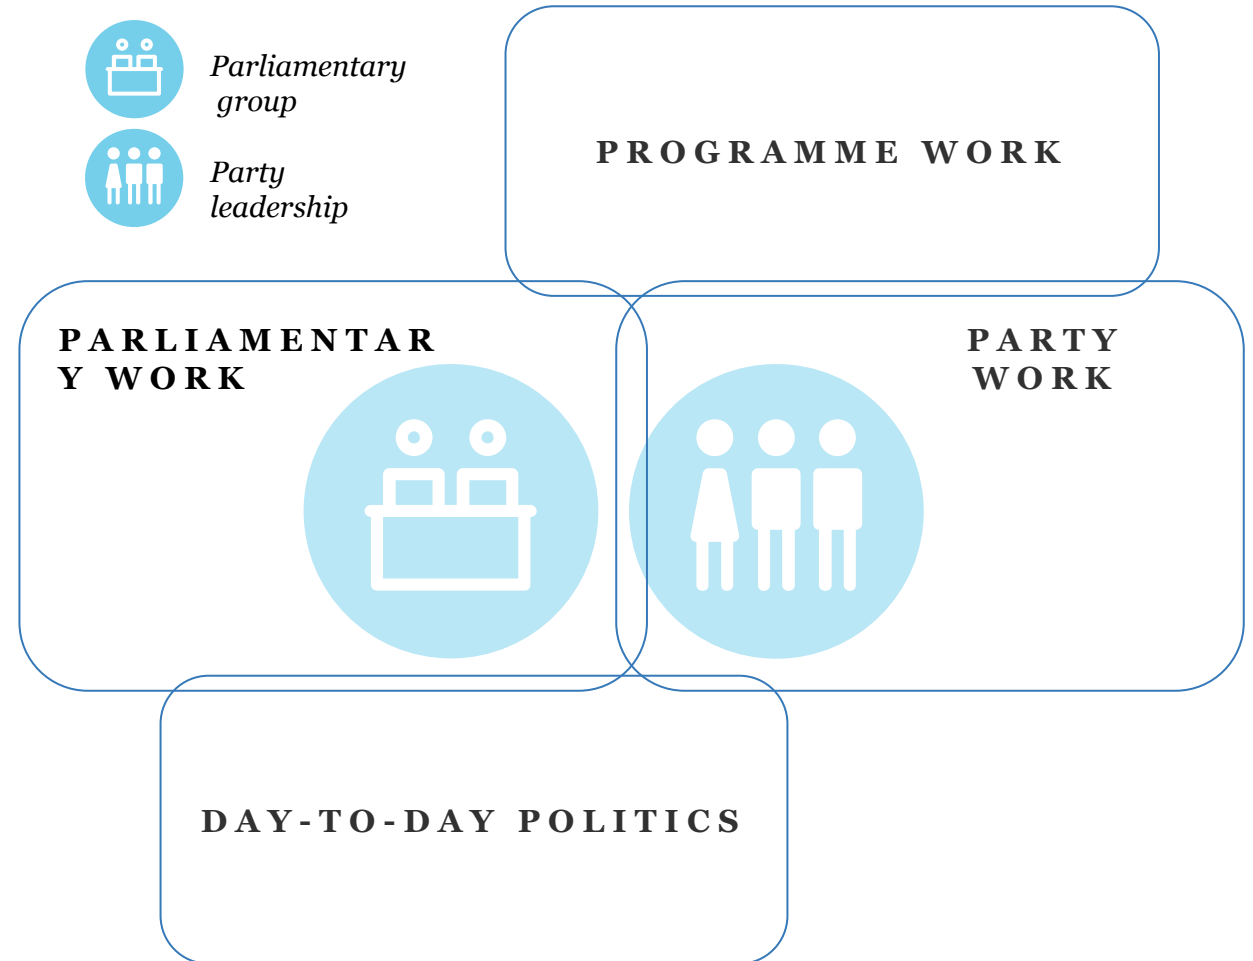 Parliamentary
group
PROGRAMME WORK
Party
leadership
PARLIAMENTAR
Y WORK
PARTY
WORK
DAY-TO-DAY POLITICS